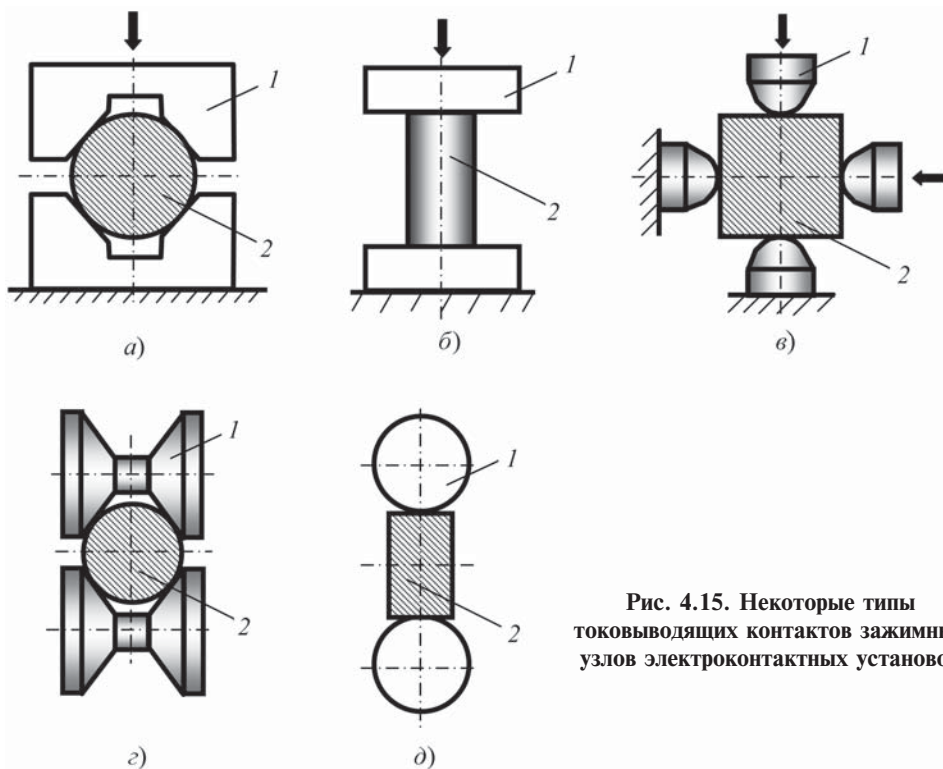 1
2
а)
1
2
б)
1
2
в)
1
2
г)
1
2
д)
Рис. 4.15. Некоторые типы
токовыводящих контактов
узлов электроконтактных